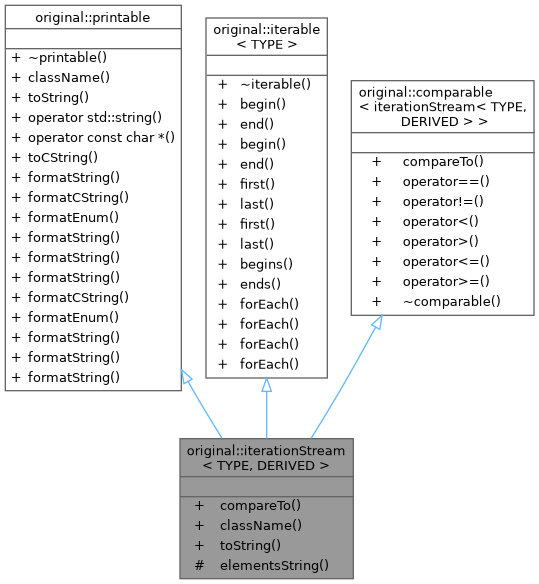 original::printable
+ ~printable()
+ className()
+ toString()
+ operator std::string()
+ operator const char *()
+ toCString()
+ formatString()
+ formatCString()
+ formatEnum()
+ formatString()
+ formatString()
+ formatString()
+ formatCString()
+ formatEnum()
+ formatString()
+ formatString()
+ formatString()
original::iterable
< TYPE >
+ ~iterable()
+ begin()
+ end()
+ begin()
+ end()
+ first()
+ last()
+ first()
+ last()
+ begins()
+ ends()
+ forEach()
+ forEach()
+ forEach()
+ forEach()
original::comparable
< iterationStream< TYPE,
DERIVED > >
+ compareTo()
+ operator==()
+ operator!=()
+ operator<()
+ operator>()
+ operator<=()
+ operator>=()
+ ~comparable()
original::iterationStream
< TYPE, DERIVED >
+ compareTo()
+ className()
+ toString()
# elementsString()